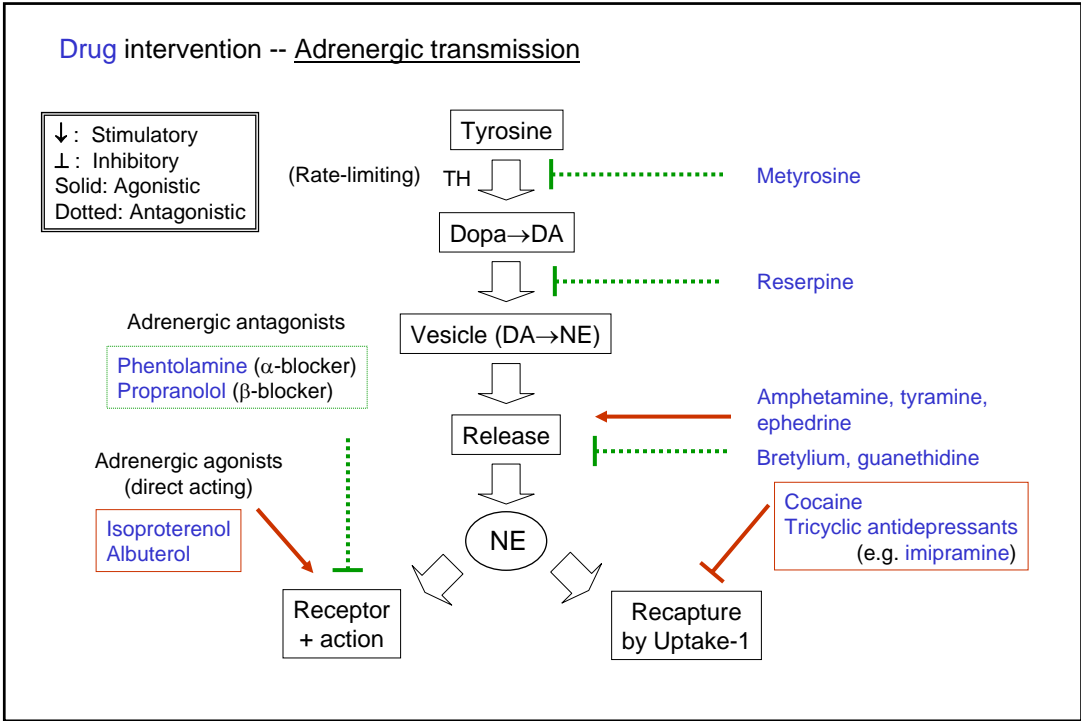 Drug intervention -- Adrenergic transmission
↓ : Stimulatory
⊥ : Inhibitory
Solid: Agonistic
Dotted: Antagonistic
Tyrosine
(Rate-limiting) TH
Metyrosine
Dopa→DA
Reserpine
Vesicle (DA→NE)
Adrenergic antagonists
Phentolamine (α-blocker)
Propranolol (β-blocker)
Amphetamine, tyramine,
ephedrine
Release
Bretylium, guanethidine
Adrenergic agonists
(direct acting)
Isoproterenol
Albuterol
Cocaine
Tricyclic antidepressants
(e.g. imipramine)
NE
Receptor
+ action
Recapture
by Uptake-1